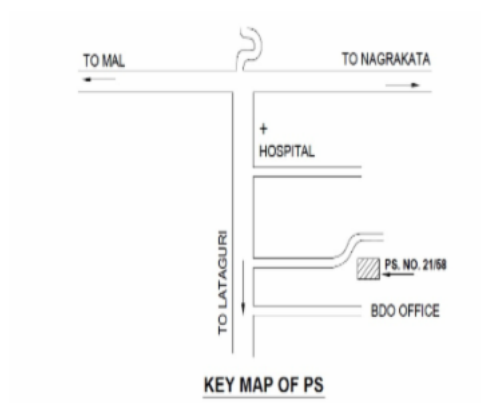 TO MAL
TO NAGRAKATA
+
HOSPITAL
TO LATAGURI
PS. NO. 21/58
BDO OFFICE
KEY MAP OF PS